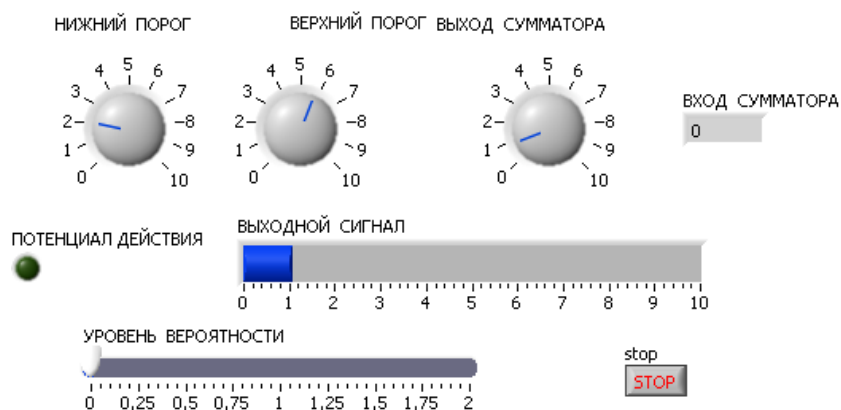 НИЖНИЙ ПОРОГ
ВЕРХНИЙ ПОРОГ
ВЫХОД СУММАТОРА
0 1 2 3 4 5 6 7 8 9 10
0 1 2 3 4 5 6 7 8 9 10
0 1 2 3 4 5 6 7 8 9 10
ВХОД СУММАТОРА
0
ПОТЕНЦИАЛ ДЕЙСТВИЯ
ВЫХОДНОЙ СИГНАЛ
0 1 2 3 4 5 6 7 8 9 10
УРОВЕНЬ ВЕРОЯТНОСТИ
0 0,25 0,5 0,75 1 1,25 1,5 1,75 2
stop
STOP